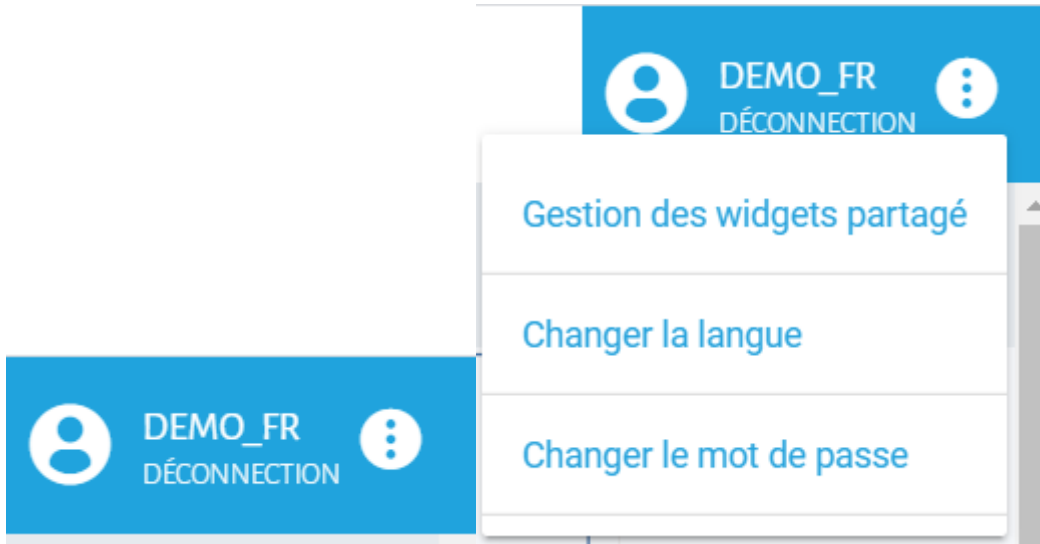 DEMO_FR
DÉCONNECTION
Gestion des widgets partagé
Changer la langue
Changer le mot de passe
DEMO_FR
DÉCONNECTION